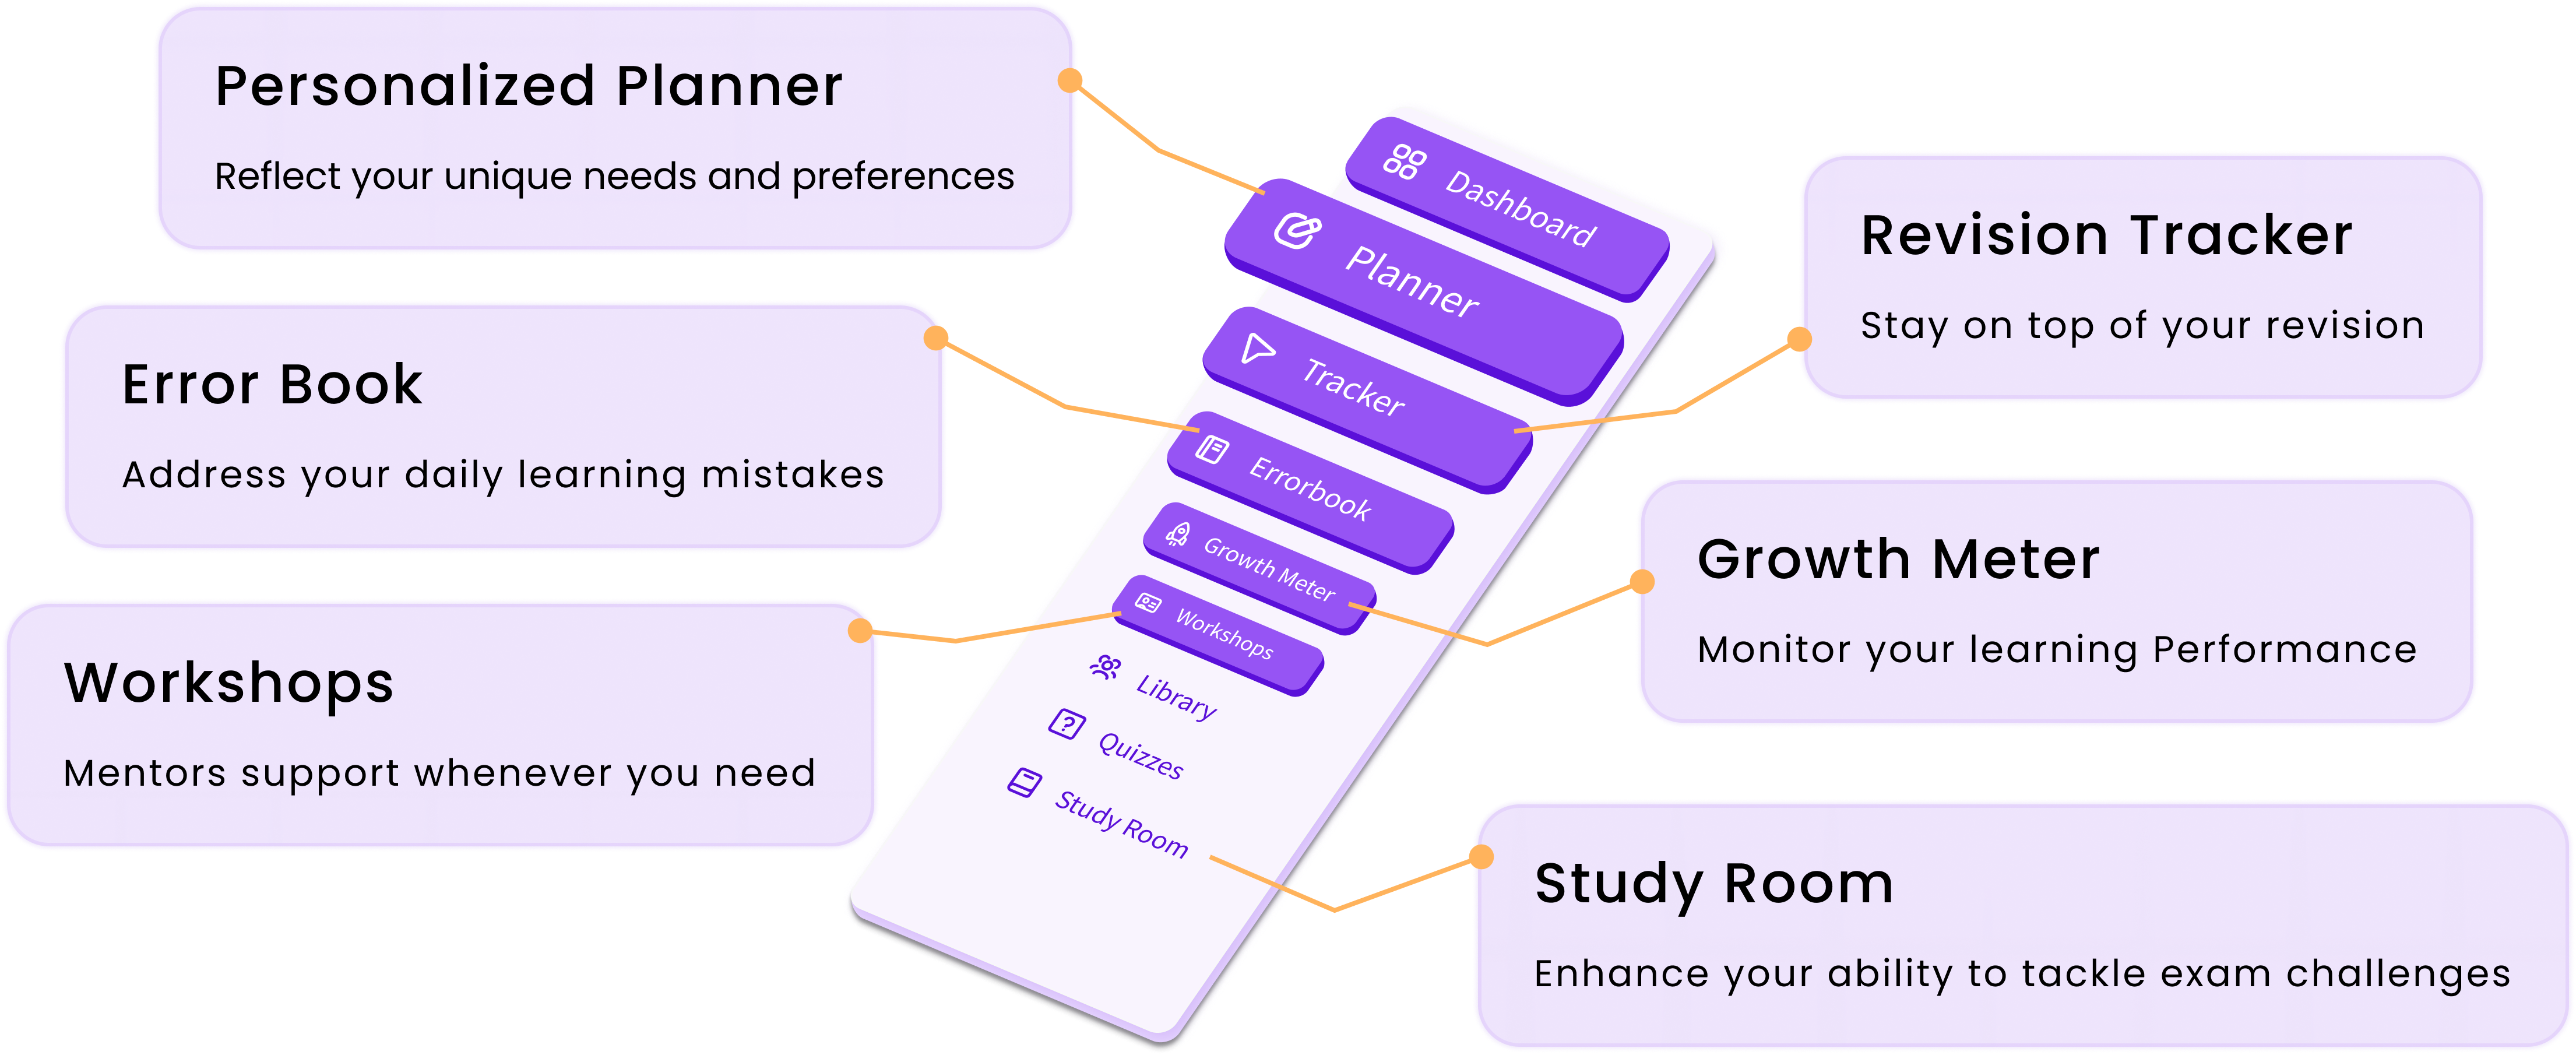 Personalized Planner
Reflect your unique needs and preferences
Error Book
Address your daily learning mistakes
Workshops
Mentors support whenever you need
Dashboard
Planner
Tracker
Errorbook
Growth Meter
Workshops
Library
Quizzes
Study Room
Revision Tracker
Stay on top of your revision
Growth Meter
Monitor your learning Performance
Study Room
Enhance your ability to tackle exam challenges